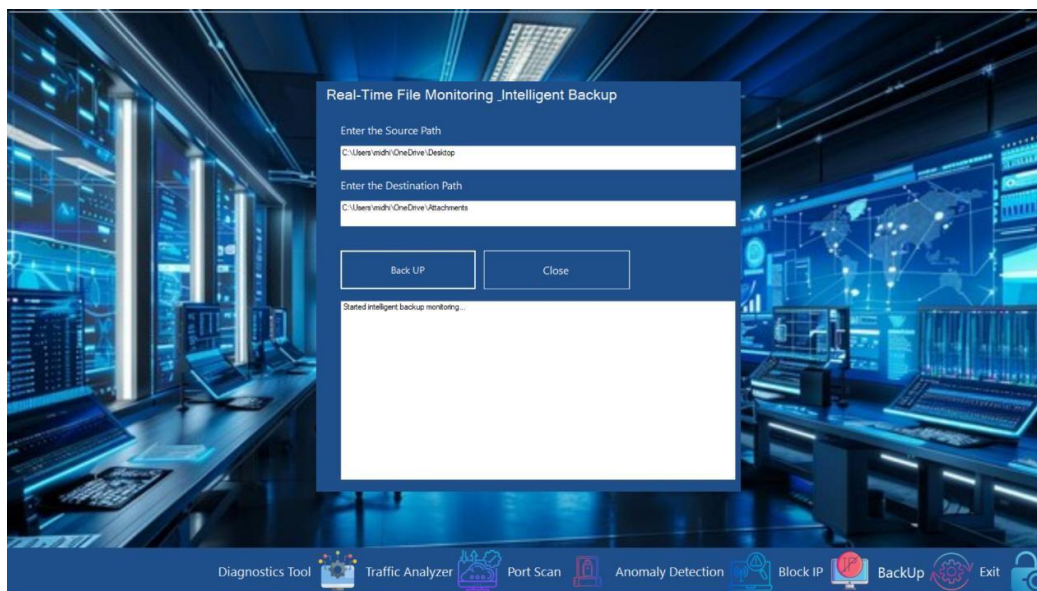 Real-Time File Monitoring _Intelligent Backup
Enter the Source Path
C:\Users\midhi\OneDrive\Desktop
Enter the Destination Path
C:\Users\midhi\OneDrive\Attachments
Back UP
Close
Started intelligent backup monitoring...
Diagnostics Tool
Traffic Analyzer
Port Scan
Anomaly Detection
Block IP
IP
BackUp
Exit